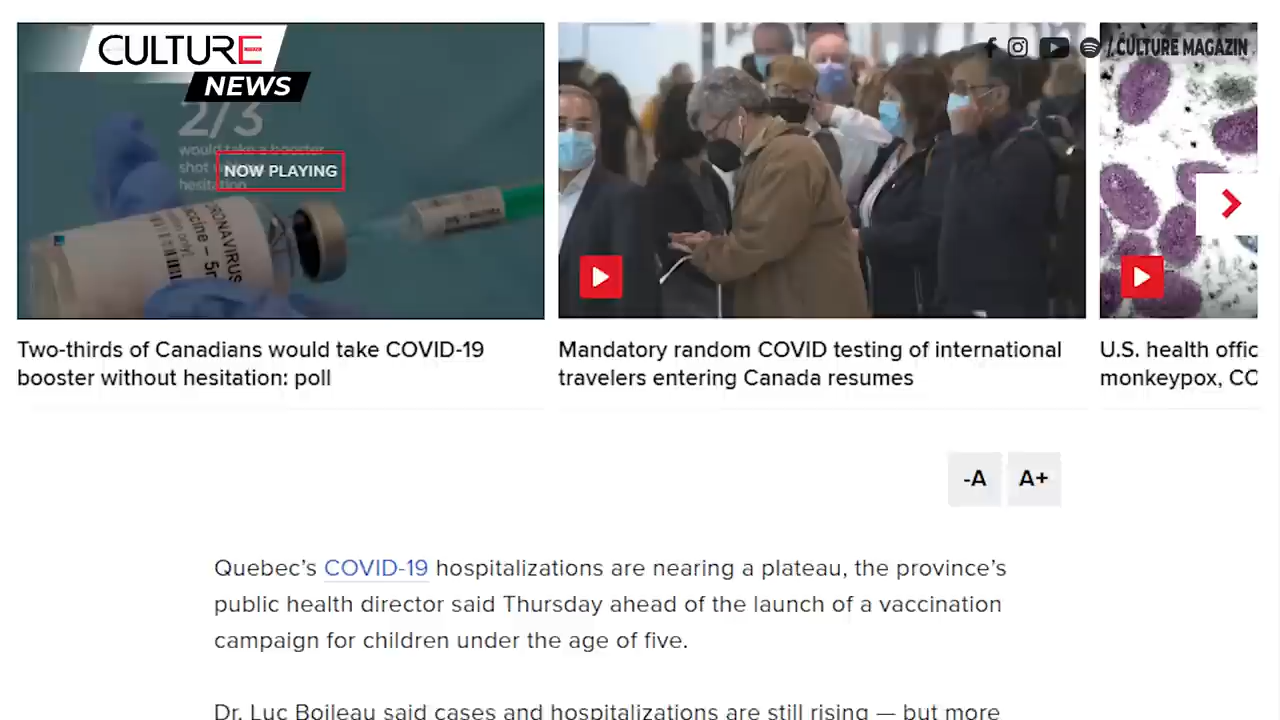 CULTURE
NEWS
/ CULTURE MAGAZIN
2/3
would take a booster
shot
hesitation
NOW PLAYING
CORONAVIRUS
Two-thirds of Canadians would take COVID-19
booster without hesitation: poll
Mandatory random COVID testing of international
travelers entering Canada resumes
U.S. health offic
monkeypox, CO
-A A+
Quebec’s COVID-19 hospitalizations are nearing a plateau, the province’s
public health director said Thursday ahead of the launch of a vaccination
campaign for children under the age of five.
Dr. Luc Boileau said cases and hospitalizations are still rising — but more